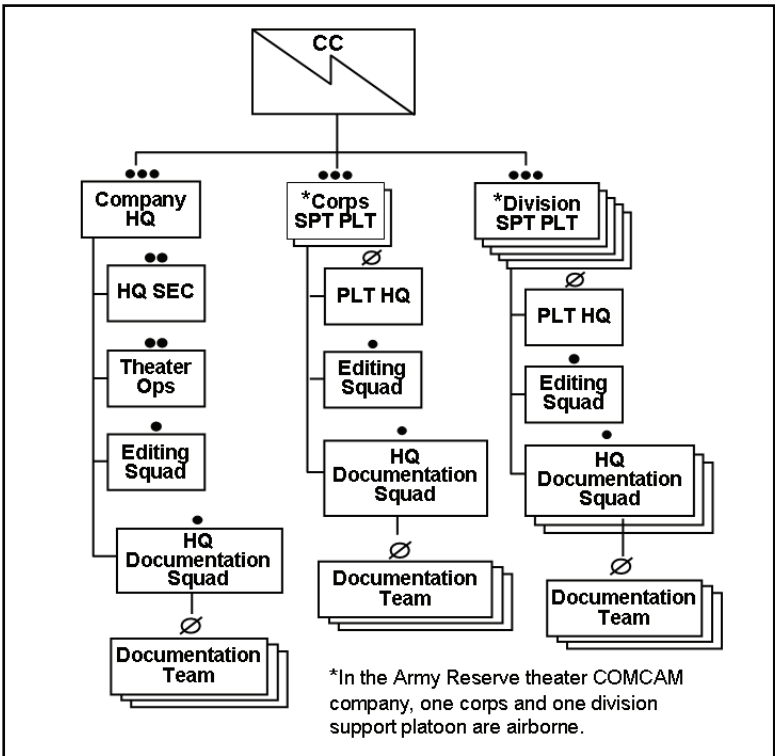 CC
Company
HQ
HQ SEC
Theater
Ops
Editing
Squad
HQ
Documentation
Squad
Documentation
Team
*Corps
SPT PLT
PLT HQ
Editing
Squad
HQ
Documentation
Squad
Documentation
Team
*Division
SPT PLT
PLT HQ
Editing
Squad
HQ
Documentation
Squad
Documentation
Team
*In the Army Reserve theater COMCAM
company, one corps and one division
support platoon are airborne.